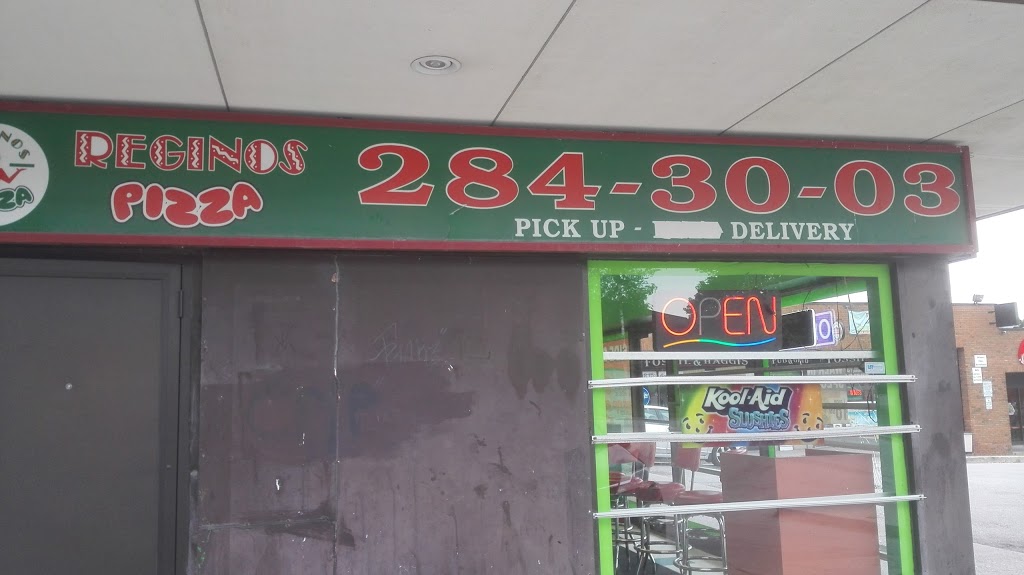 REGINOS
PIZZA
284-30-03
PICK UP - DELIVERY
OPEN
Kool-Aid
SLUSHIES